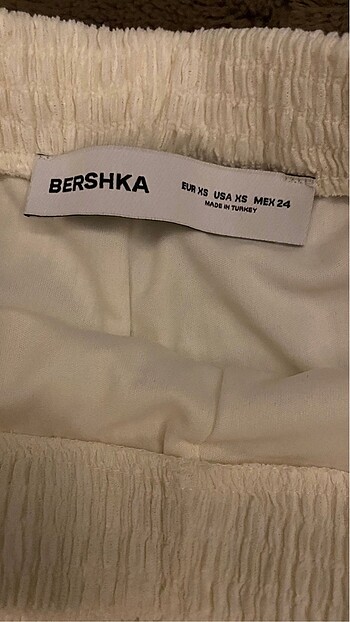 BERSHKA
EUR XS USA XS MEX 24
MADE IN TURKEY